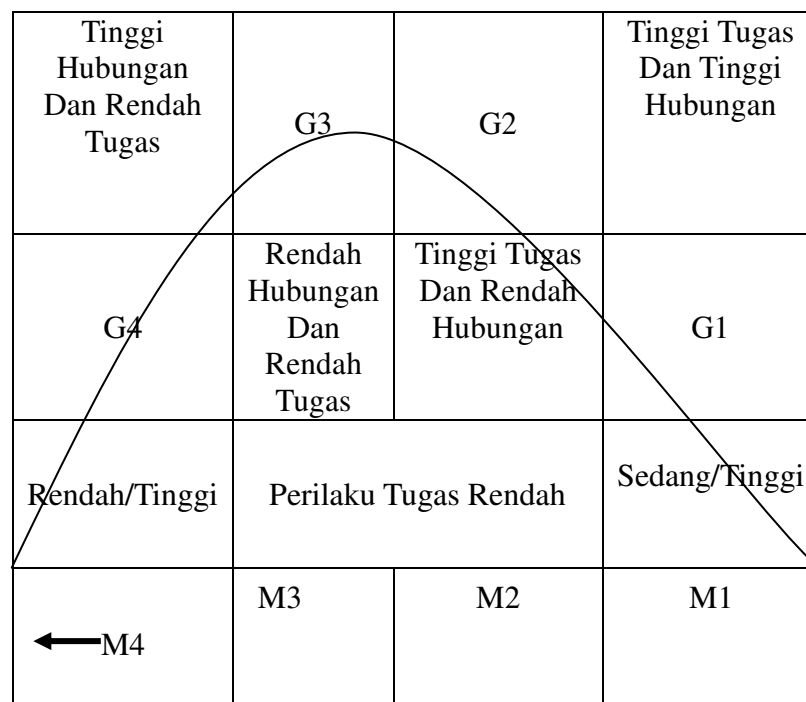 Tinggi
Hubungan
Dan Rendah
Tugas
G3
G2
Tinggi Tugas
Dan Tinggi
Hubungan
G4
Rendah
Hubungan
Dan
Rendah
Tugas
Tinggi Tugas
Dan Rendah
Hubungan
G1
Rendah/Tinggi
Perilaku Tugas Rendah
Sedang/Tinggi
M4
M3
M2
M1